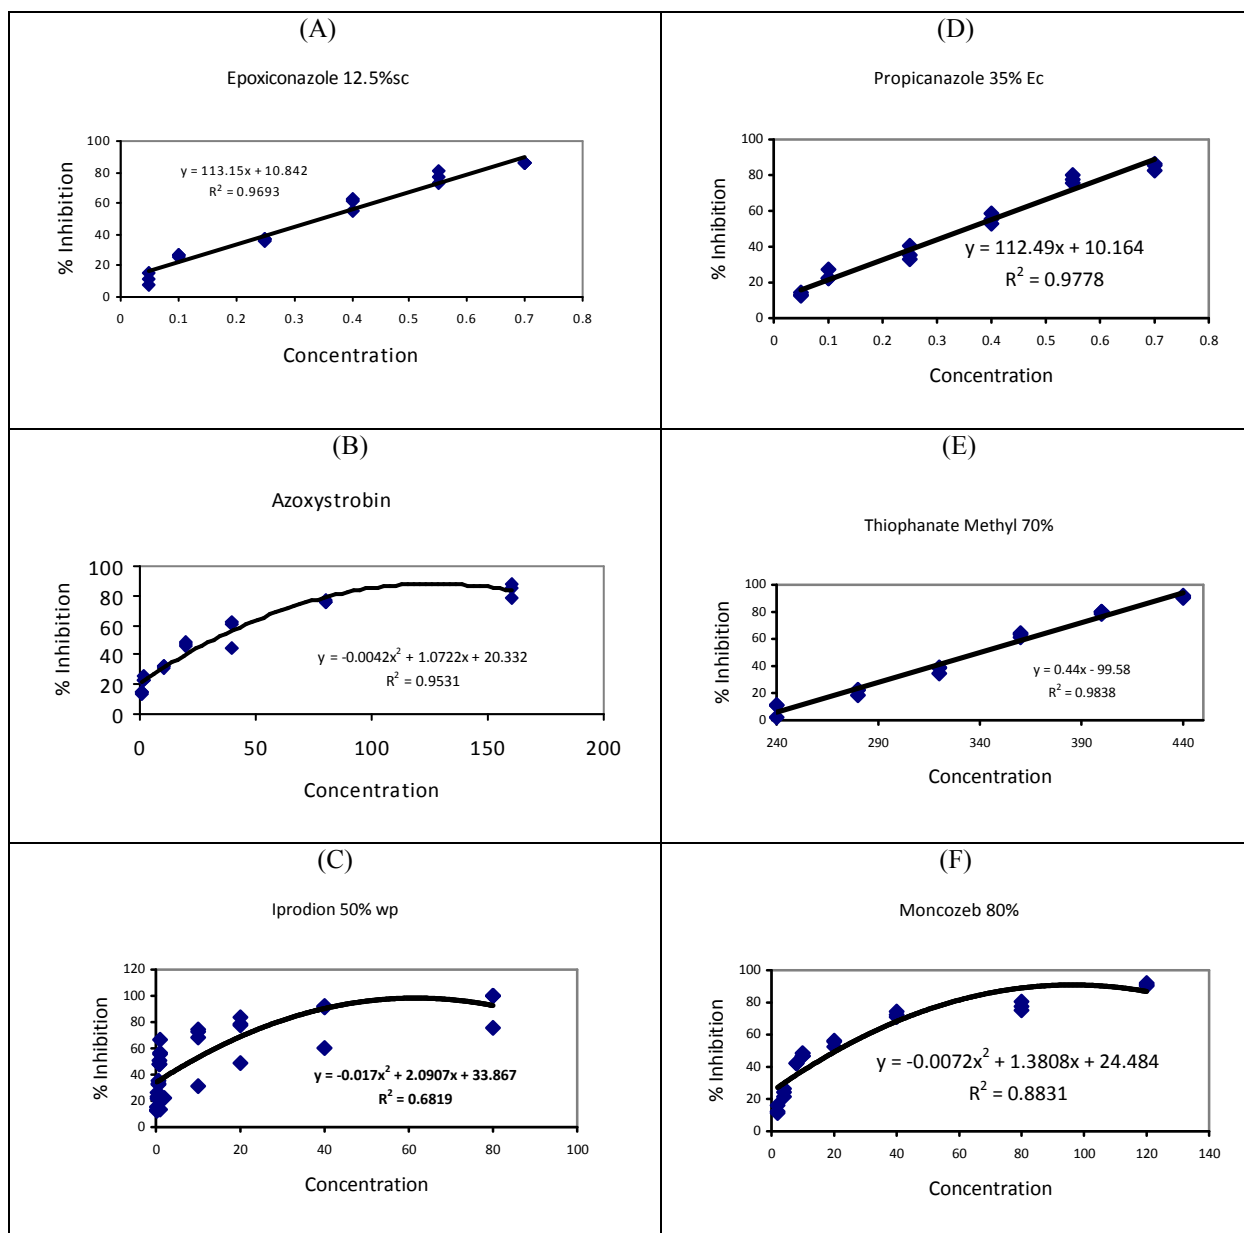 (A)
Epoxiconazole 12.5%sc
100
80
60
40
20
0
y = 113.15x + 10.842
R² = 0.9693
% Inhibition
0 0.1 0.2 0.3 0.4 0.5 0.6 0.7 0.8
Concentration
(D)
Propicanazole 35% Ec
100
80
60
40
20
0
y = 112.49x + 10.164
R² = 0.9778
% Inhibition
0 0.1 0.2 0.3 0.4 0.5 0.6 0.7 0.8
Concentration
(B)
Azoxystrobin
100
80
60
40
20
0
y = -0.0042x² + 1.0722x + 20.332
R² = 0.9531
% Inhibition
0 50 100 150 200
Concentration
(E)
Thiophanate Methyl 70%
100
80
60
40
20
0
y = 0.44x - 99.58
R² = 0.9838
% Inhibition
240 290 340 390 440
Concentration
(C)
Iprodion 50% wp
120
100
80
60
40
20
0
y = -0.017x² + 2.0907x + 33.867
R² = 0.6819
% Inhibition
0 20 40 60 80 100
Concentration
(F)
Moncozeb 80%
100
80
60
40
20
0
y = -0.0072x² + 1.3808x + 24.484
R² = 0.8831
% Inhibition
0 20 40 60 80 100 120 140
Concentration